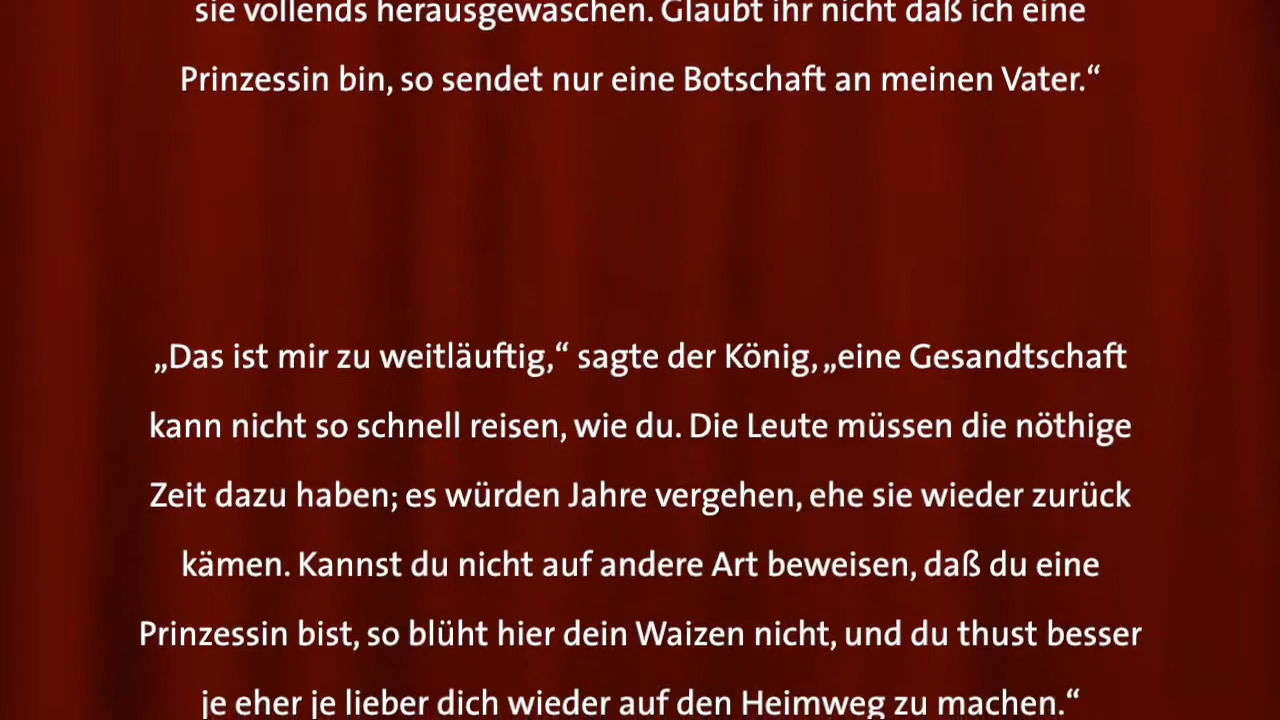 sie vollends herausgewaschen. Glaubt ihr nicht daß ich eine
Prinzessin bin, so sendet nur eine Botschaft an meinen Vater.“
„Das ist mir zu weitläuftig,“ sagte der König, „eine Gesandtschaft
kann nicht so schnell reisen, wie du. Die Leute müssen die nöthige
Zeit dazu haben; es würden Jahre vergehen, ehe sie wieder zurück
kämen. Kannst du nicht auf andere Art beweisen, daß du eine
Prinzessin bist, so blüht hier dein Waizen nicht, und du thust besser
je eher je lieber dich wieder auf den Heimweg zu machen.“